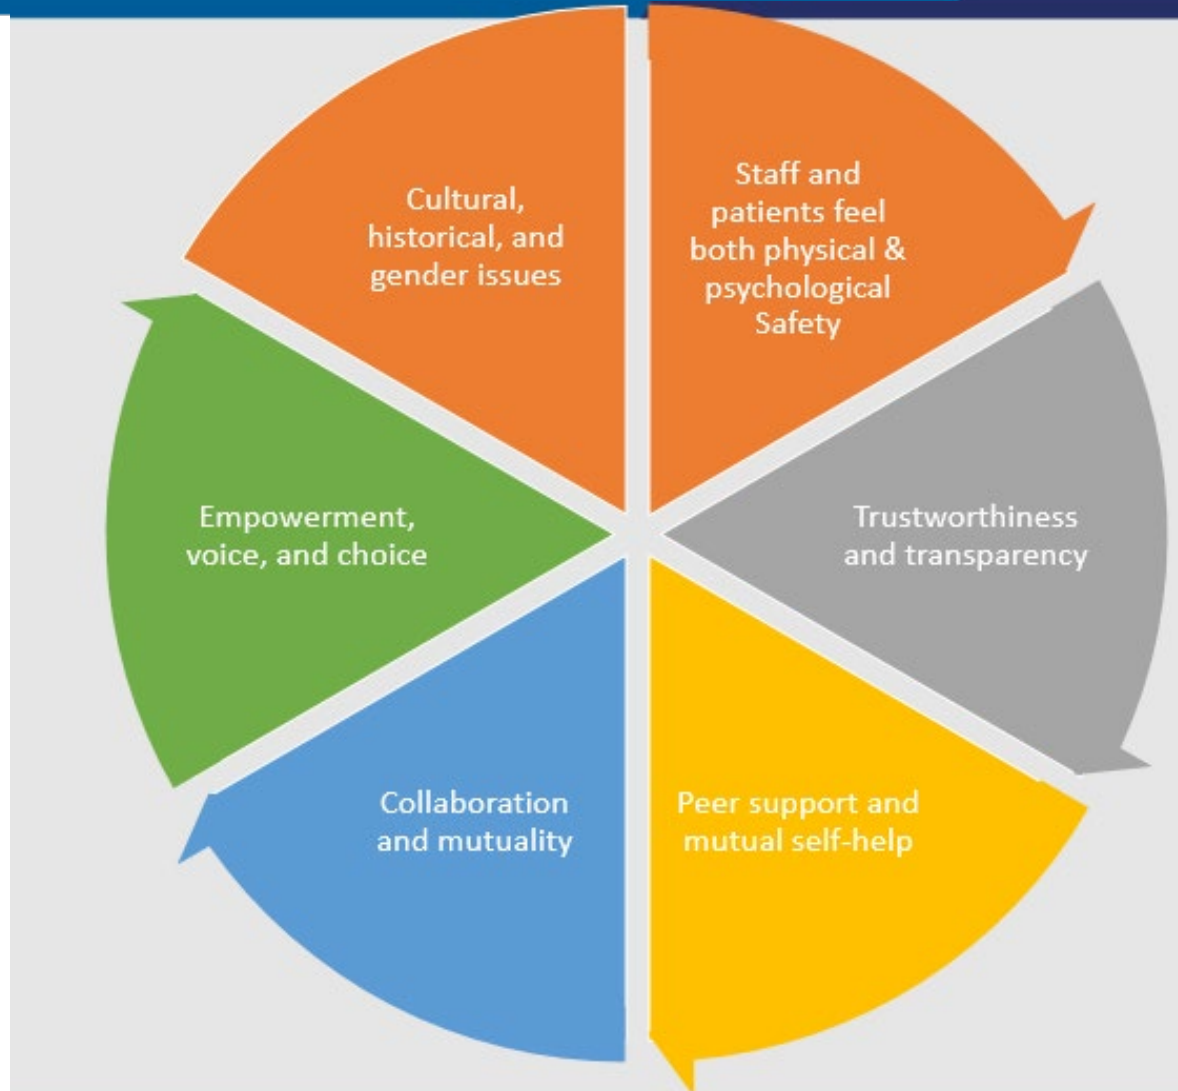 Cultural,
historical, and
gender issues
Staff and
patients feel
both physical &
psychological
Safety
Trustworthiness
and transparency
Peer support and
mutual self-help
Collaboration
and mutuality
Empowerment,
voice, and choice